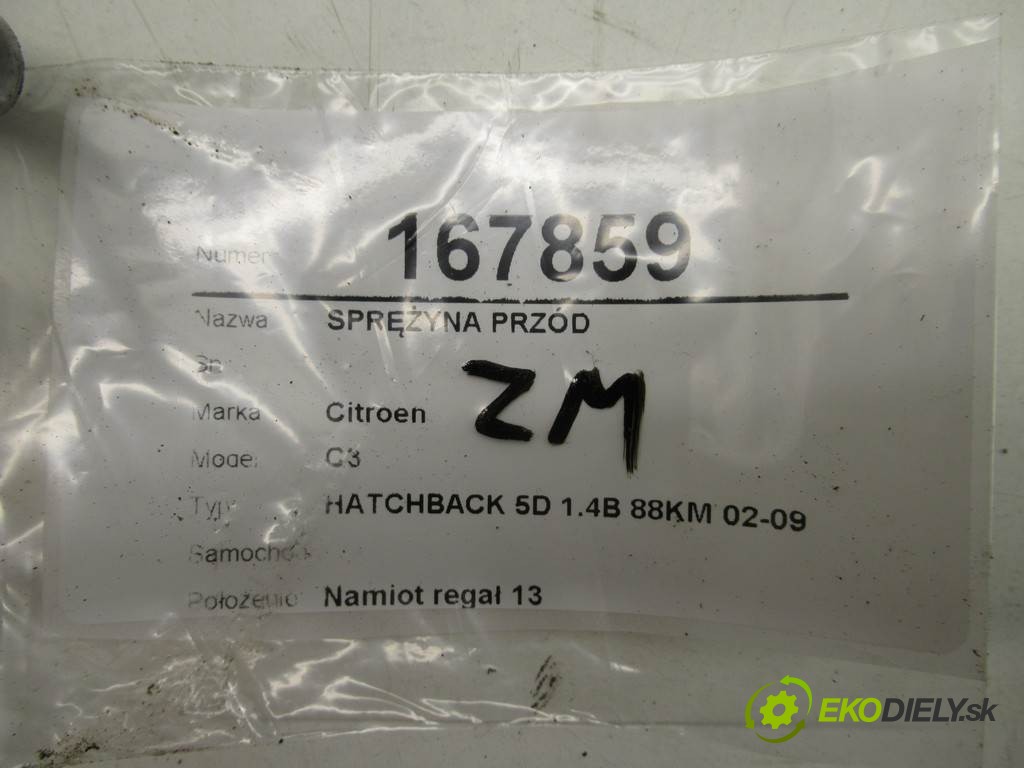 Numer 167859
Nazwa SPRĘŻYNA PRZÓD
ZM
Marka Citroen
Model C3
Typ HATCHBACK 5D 1.4B 88KM 02-09
Położenie Namiot regał 13
EKODIELY.sk